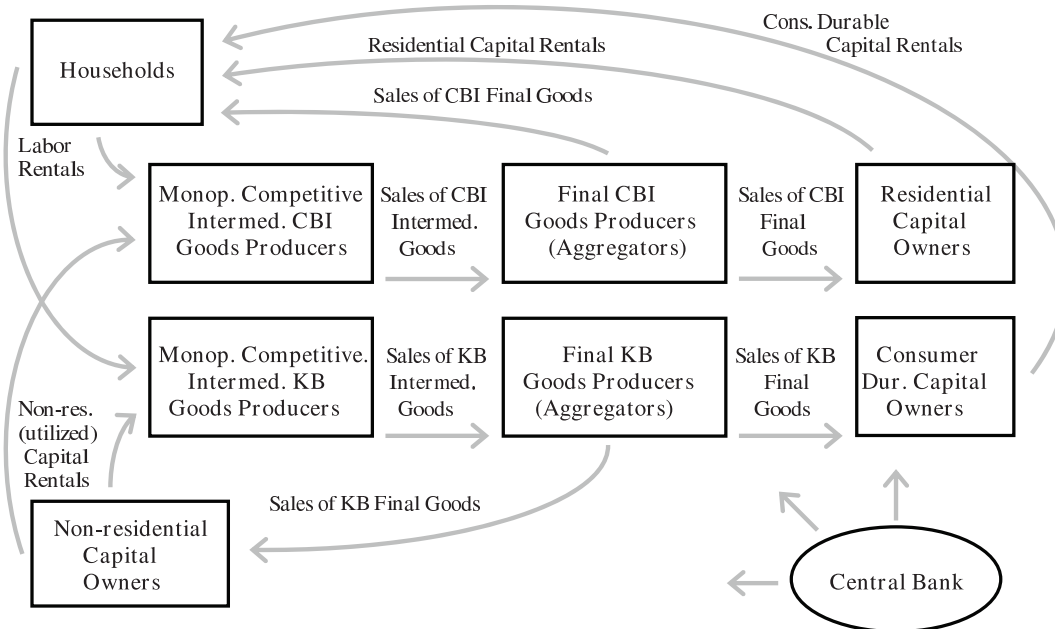 Cons. Durable
Capital Rentals
Residential Capital Rentals
Households
Sales of CBI Final Goods
Labor
Rentals
Monop. Competitive
Intermed. CBI
Goods Producers
Sales of CBI
Intermed.
Goods
Final CBI
Goods Producers
(Aggregators)
Sales of CBI
Final
Goods
Residential
Capital
Owners
Monop. Competitive.
Intermed. KB
Goods Producers
Sales of KB
Intermed.
Goods
Final KB
Goods Producers
(Aggregators)
Sales of KB
Final
Goods
Consumer
Dur. Capital
Owners
Non-res.
(utilized)
Capital
Rentals
Sales of KB Final Goods
Non-residential
Capital
Owners
Central Bank